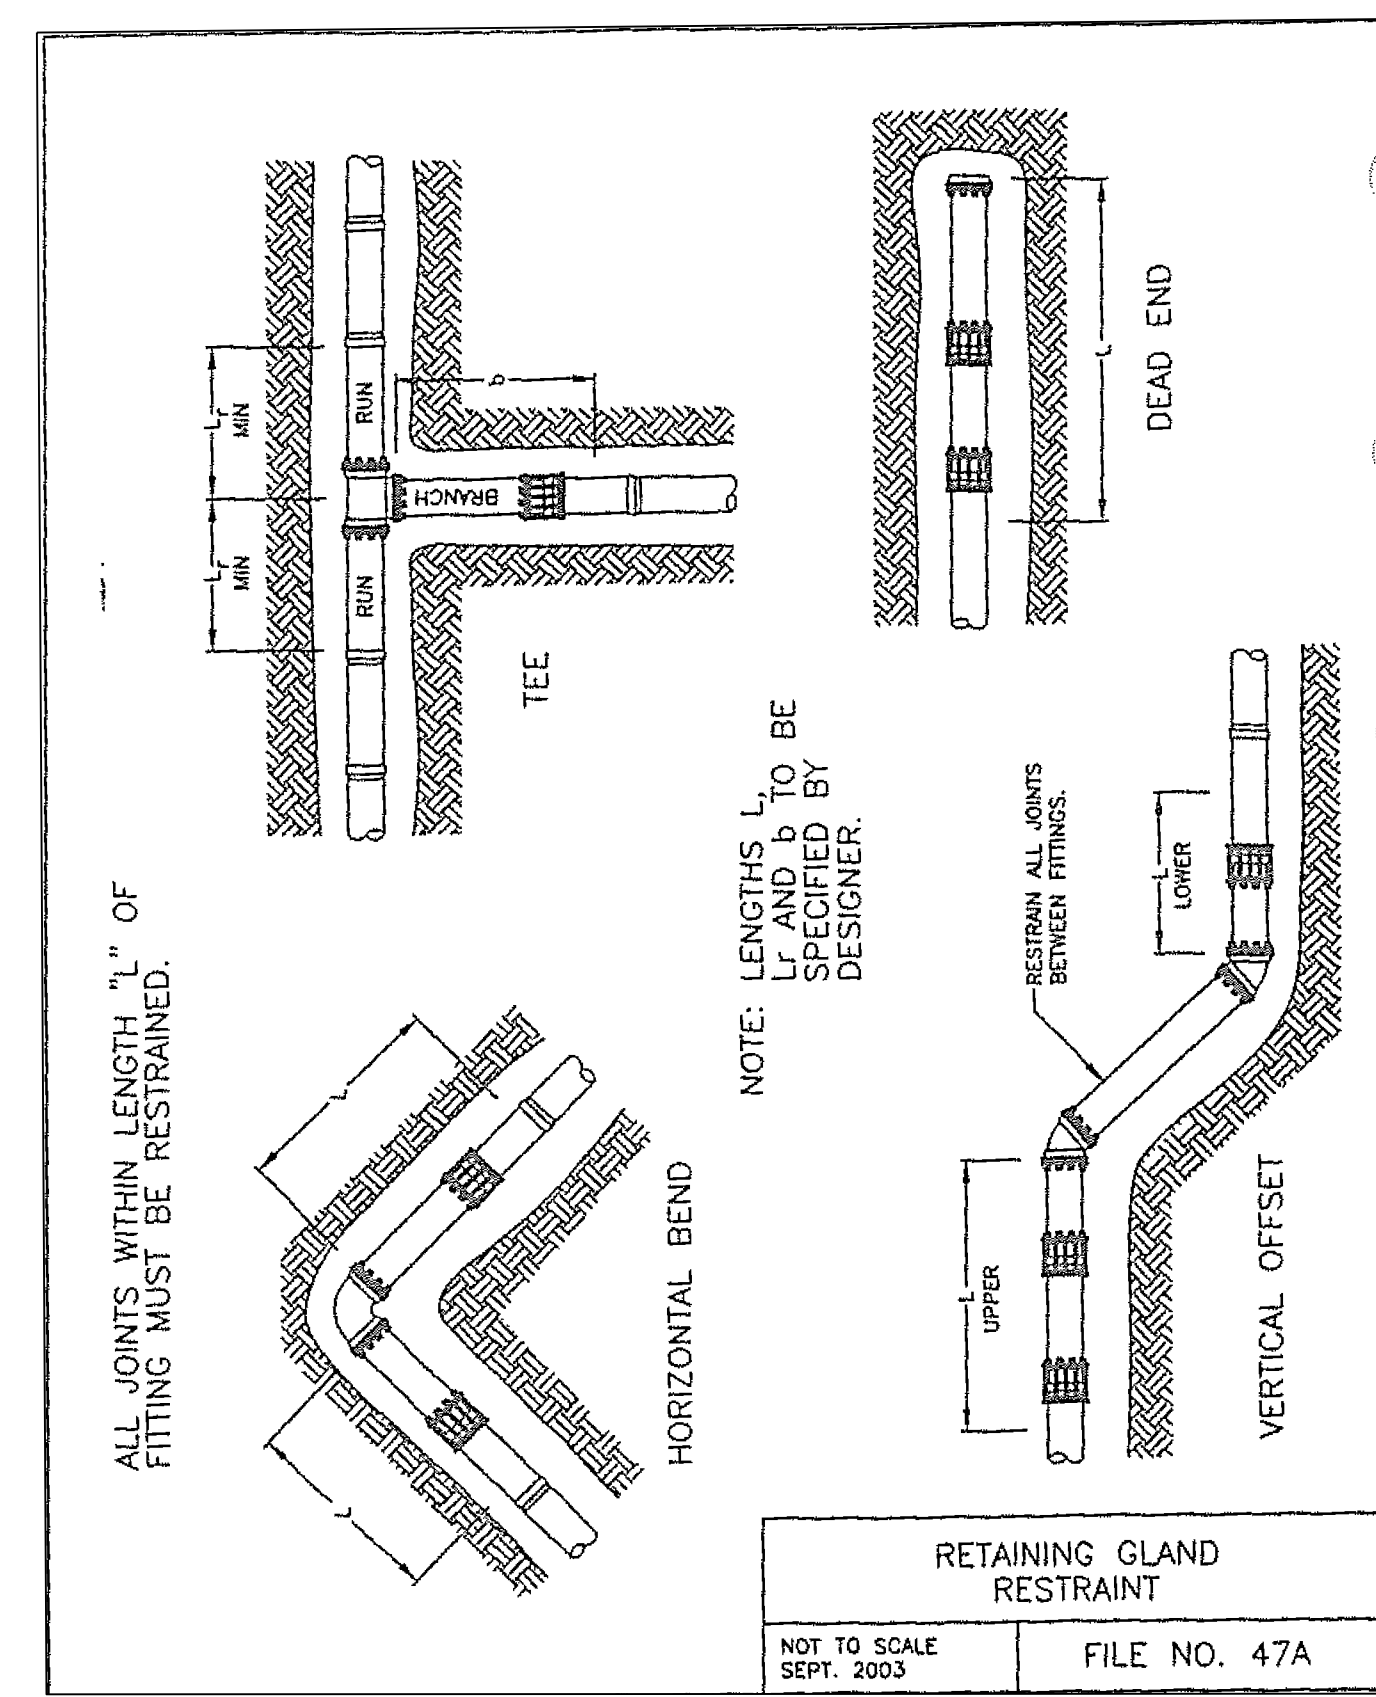 ALL JOINTS WITHIN LENGTH "L" OF
FITTING MUST BE RESTRAINED.
L
L
HORIZONTAL BEND
Lr
MIN
Lr
MIN
RUN
RUN
BRANCH
b
TEE
NOTE: LENGTHS L,
Lr AND b TO BE
SPECIFIED BY
DESIGNER.
L
UPPER
RESTRAIN ALL JOINTS
BETWEEN FITTINGS.
L
LOWER
VERTICAL OFFSET
L
DEAD END
RETAINING GLAND
RESTRAINT
NOT TO SCALE
SEPT. 2003
FILE NO. 47A